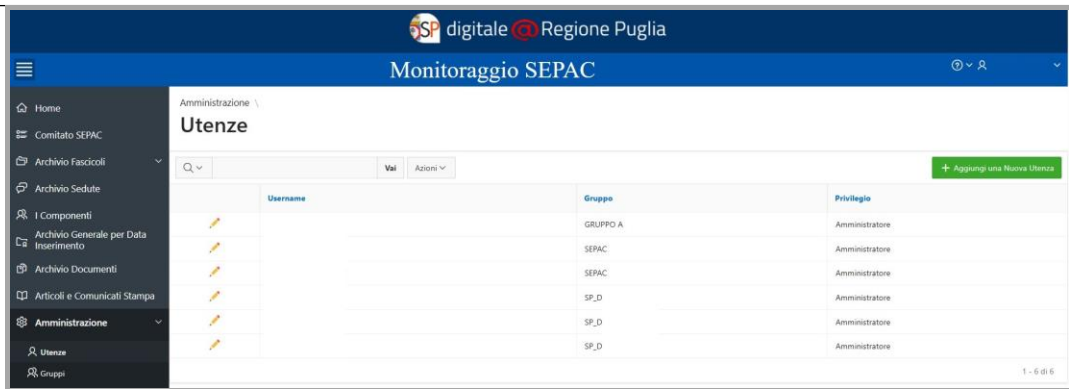 SP digitale @ Regione Puglia
Monitoraggio SEPAC
Home
Comitato SEPAC
Archivio Fascicoli
Archivio Sedute
I Componenti
Archivio Generale per Data
Inserimento
Archivio Documenti
Articoli e Comunicati Stampa
Amministrazione
Utenze
Gruppi
Amministrazione \
Utenze
Vai Azioni + Aggiungi una Nuova Utenza
Username Gruppo Privilegio
GRUPPO A Amministratore
SEPAC Amministratore
SEPAC Amministratore
SP_D Amministratore
SP_D Amministratore
SP_D Amministratore
1 - 6 di 6